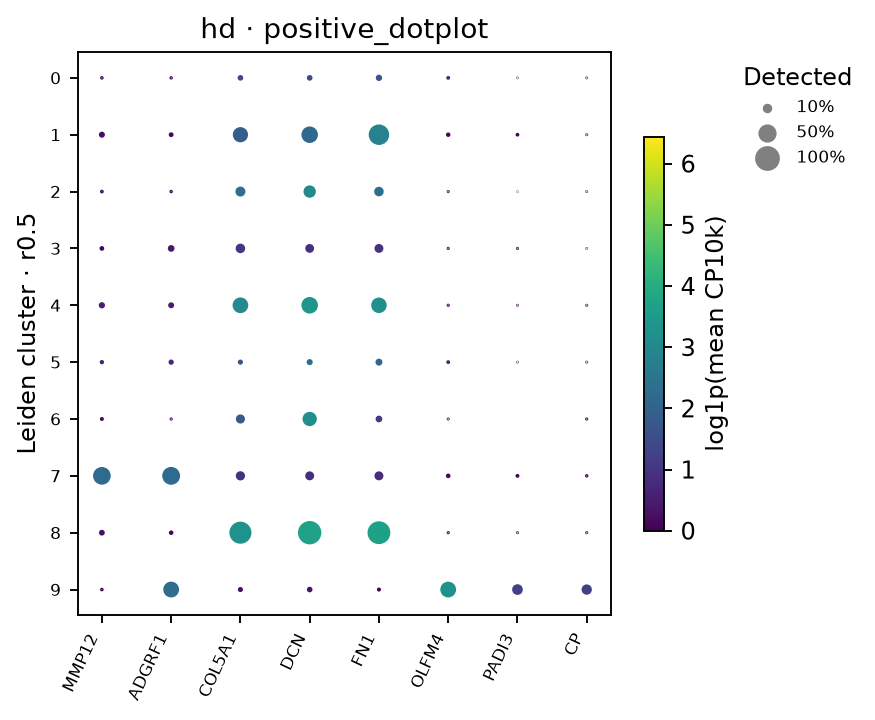 hd · positive_dotplot
Leiden cluster · r0.5
0
1
2
3
4
5
6
7
8
9
MMP12
ADGRF1
COL5A1
DCN
FN1
OLFM4
PADI3
CP
Detected
10%
50%
100%
6
5
4
3
2
1
0
log1p(mean CP10k)